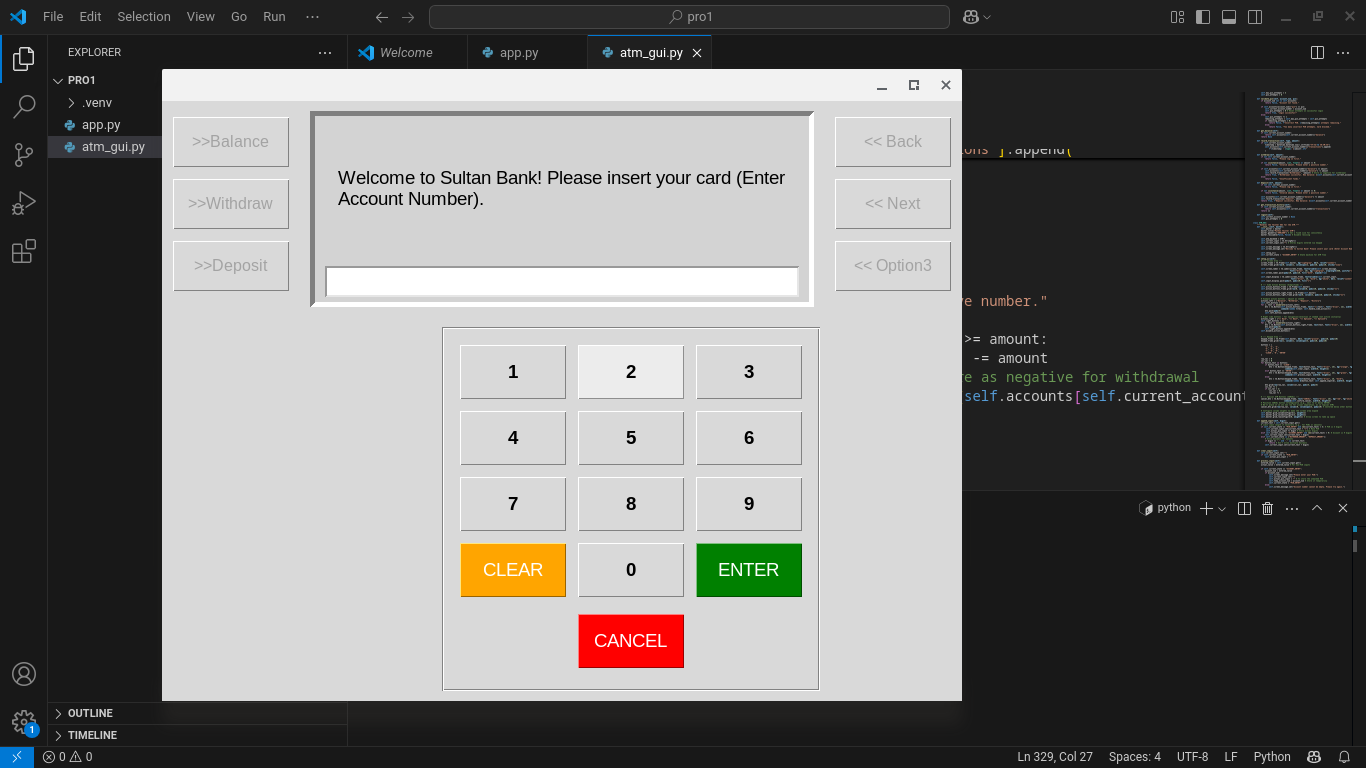 File Edit Selection View Go Run ···
pro1
EXPLORER ···
Welcome
app.py
atm_gui.py
PRO1
.venv
app.py
atm_gui.py
>>Balance
>>Withdraw
>>Deposit
Welcome to Sultan Bank! Please insert your card (Enter
Account Number).
<< Back
<< Next
<< Option3
1 2 3
4 5 6
7 8 9
CLEAR 0 ENTER
CANCEL
ons"].append(
e number."
>= amount:
-= amount
e as negative for withdrawal
self.accounts[self.current_account
python
OUTLINE
TIMELINE
1
0 0
Ln 329, Col 27 Spaces: 4 UTF-8 LF Python